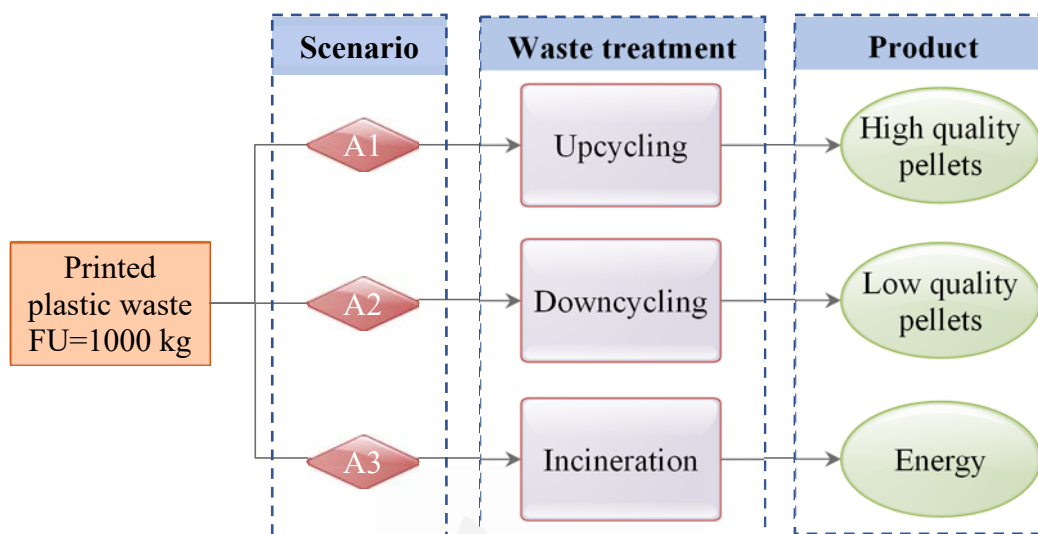 Scenario
Waste treatment
Product
A1
Upcycling
High quality
pellets
Printed
plastic waste
FU=1000 kg
A2
Downcycling
Low quality
pellets
A3
Incineration
Energy